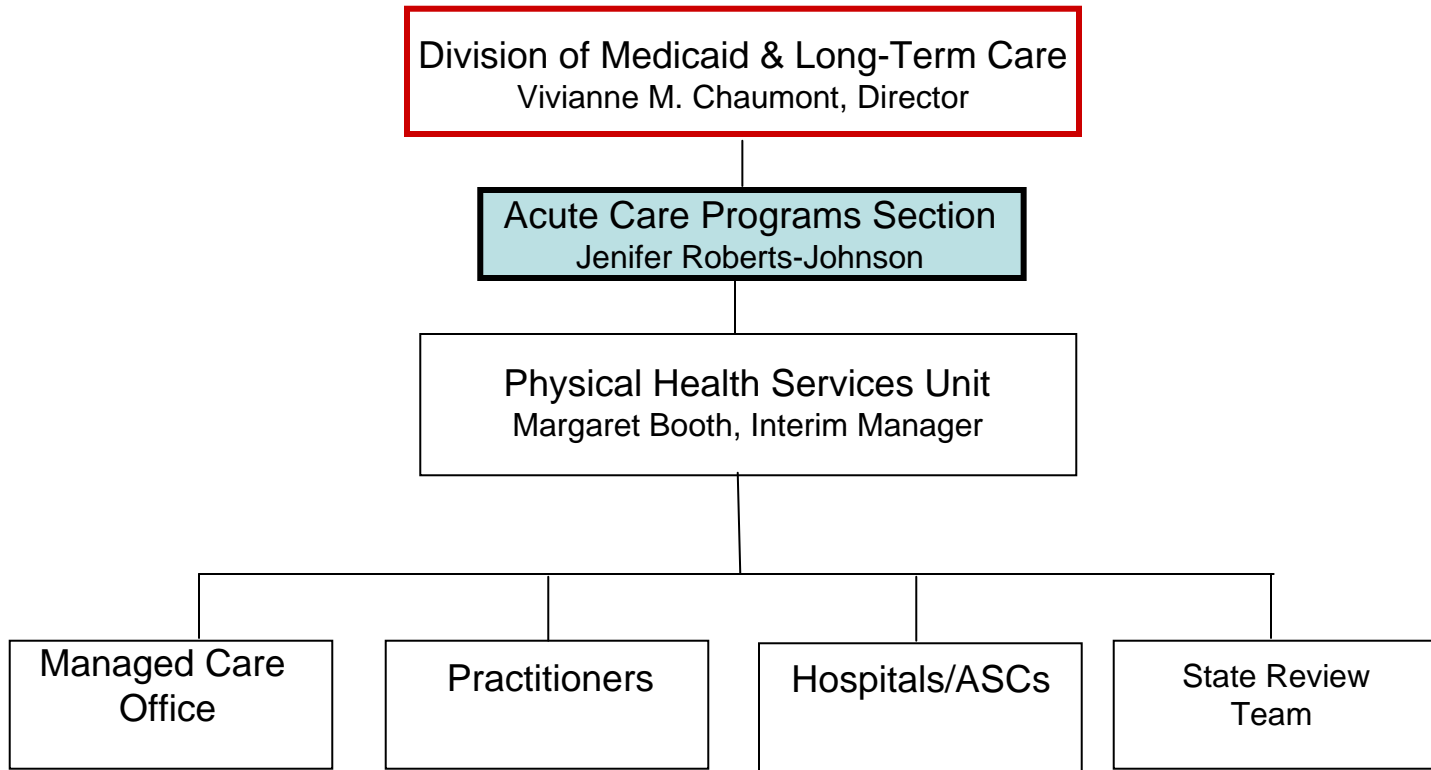 Division of Medicaid & Long-Term Care
Vivianne M. Chaumont, Director
Acute Care Programs Section
Jenifer Roberts-Johnson
Physical Health Services Unit
Margaret Booth, Interim Manager
Managed Care
Office
Practitioners
Hospitals/ASCs
State Review
Team